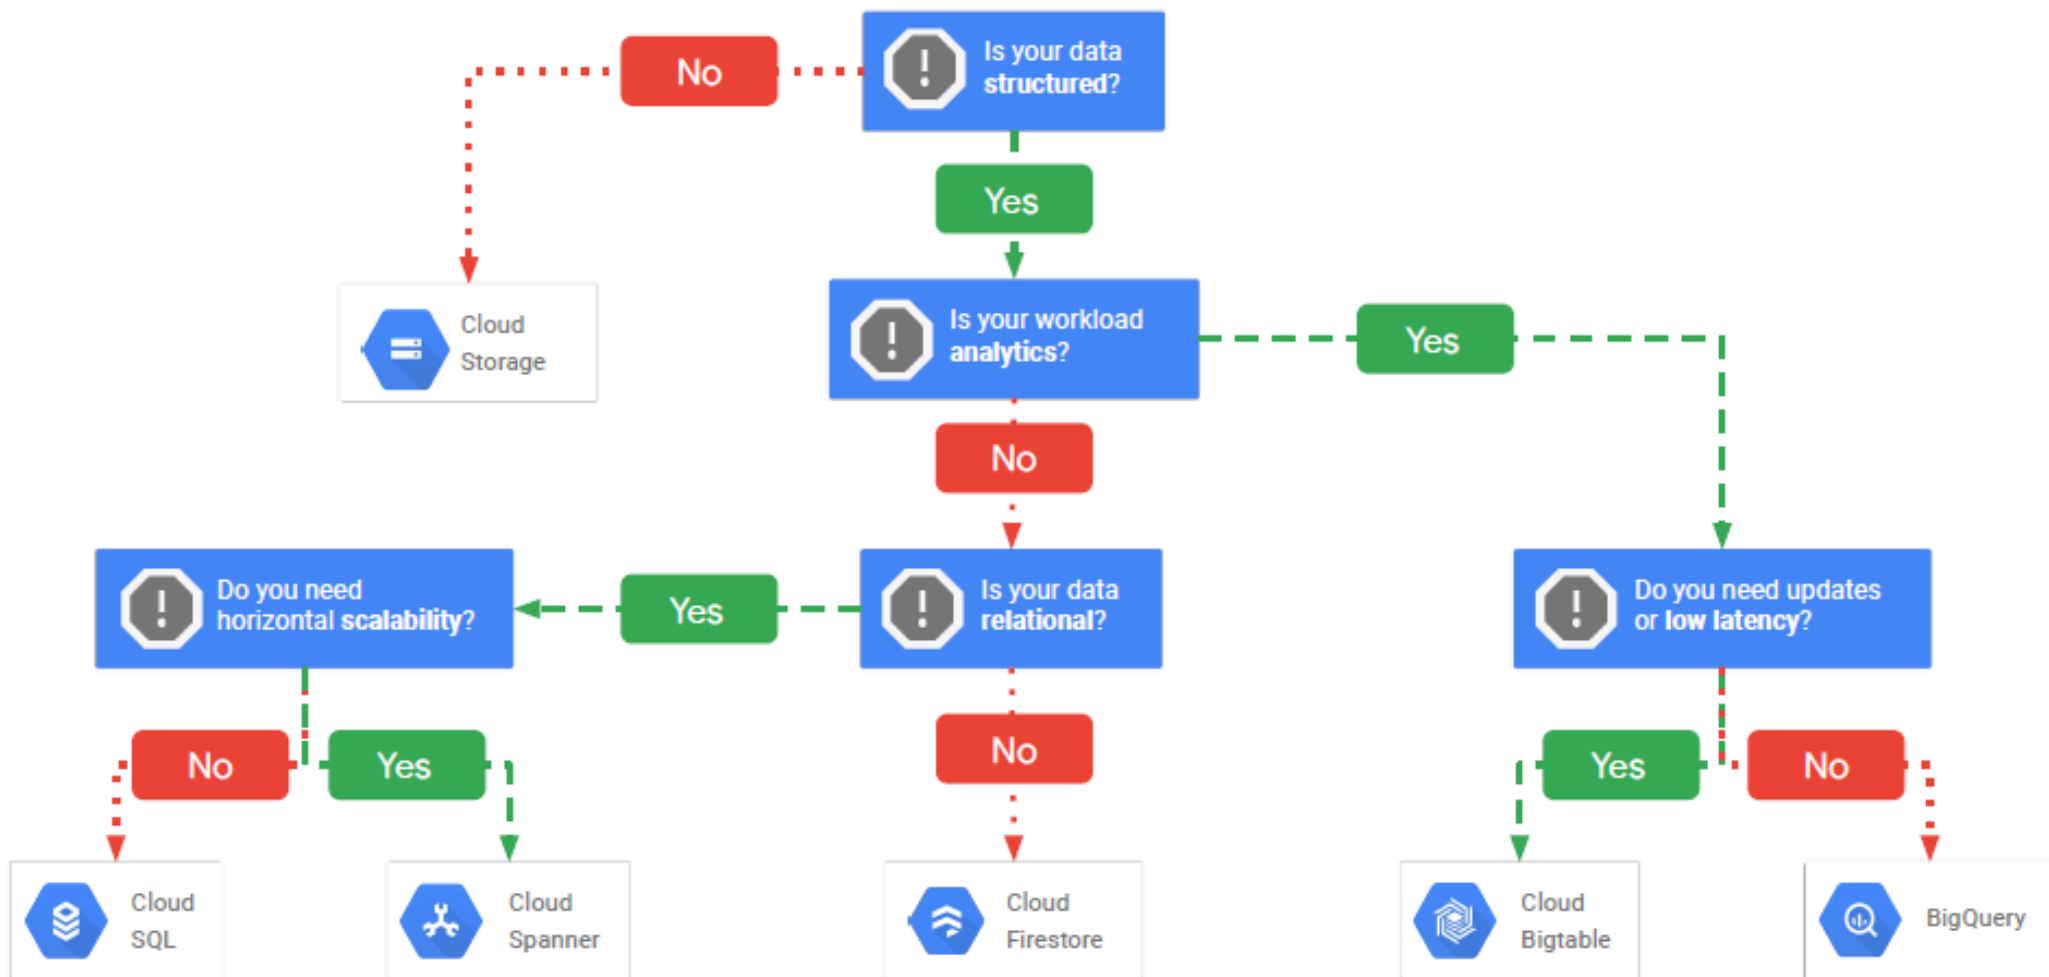 Is your data
structured?
No
Yes
Cloud
Storage
Is your workload
analytics?
Yes
No
Do you need
horizontal scalability?
Yes
Is your data
relational?
Do you need updates
or low latency?
No
Yes
No
Yes
No
Cloud
SQL
Cloud
Spanner
Cloud
Firestore
Cloud
Bigtable
BigQuery